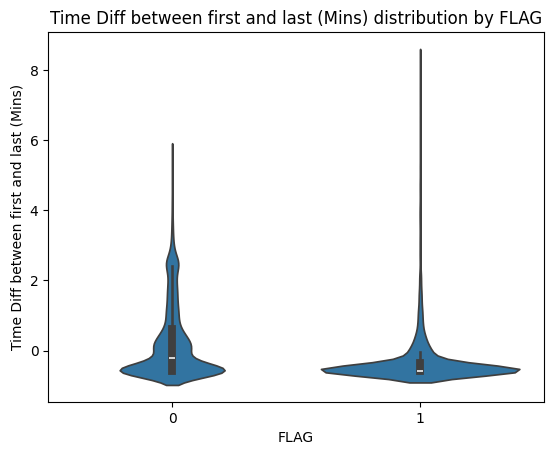 Time Diff between first and last (Mins) distribution by FLAG
Time Diff between first and last (Mins)
8
6
4
2
0
0 1
FLAG